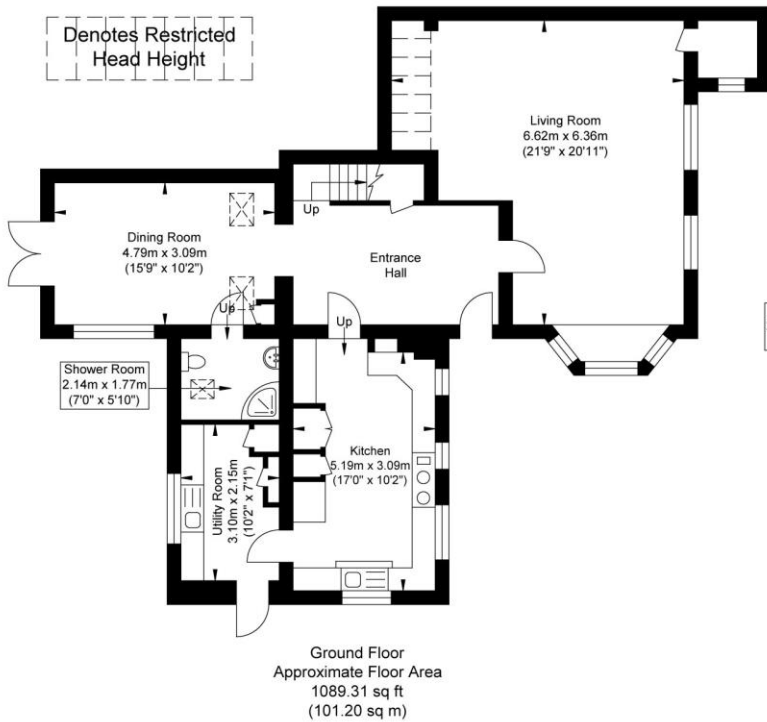 Denotes Restricted
Head Height
Living Room
6.62m x 6.36m
(21'9" x 20'11")
Up
Dining Room
4.79m x 3.09m
(15'9" x 10'2")
Entrance
Hall
Up
Up
Shower Room
2.14m x 1.77m
(7'0" x 5'10")
Kitchen
5.19m x 3.09m
(17'0" x 10'2")
Utility Room
3.10m x 2.15m
(10'2" x 7'1")
Ground Floor
Approximate Floor Area
1089.31 sq ft
(101.20 sq m)